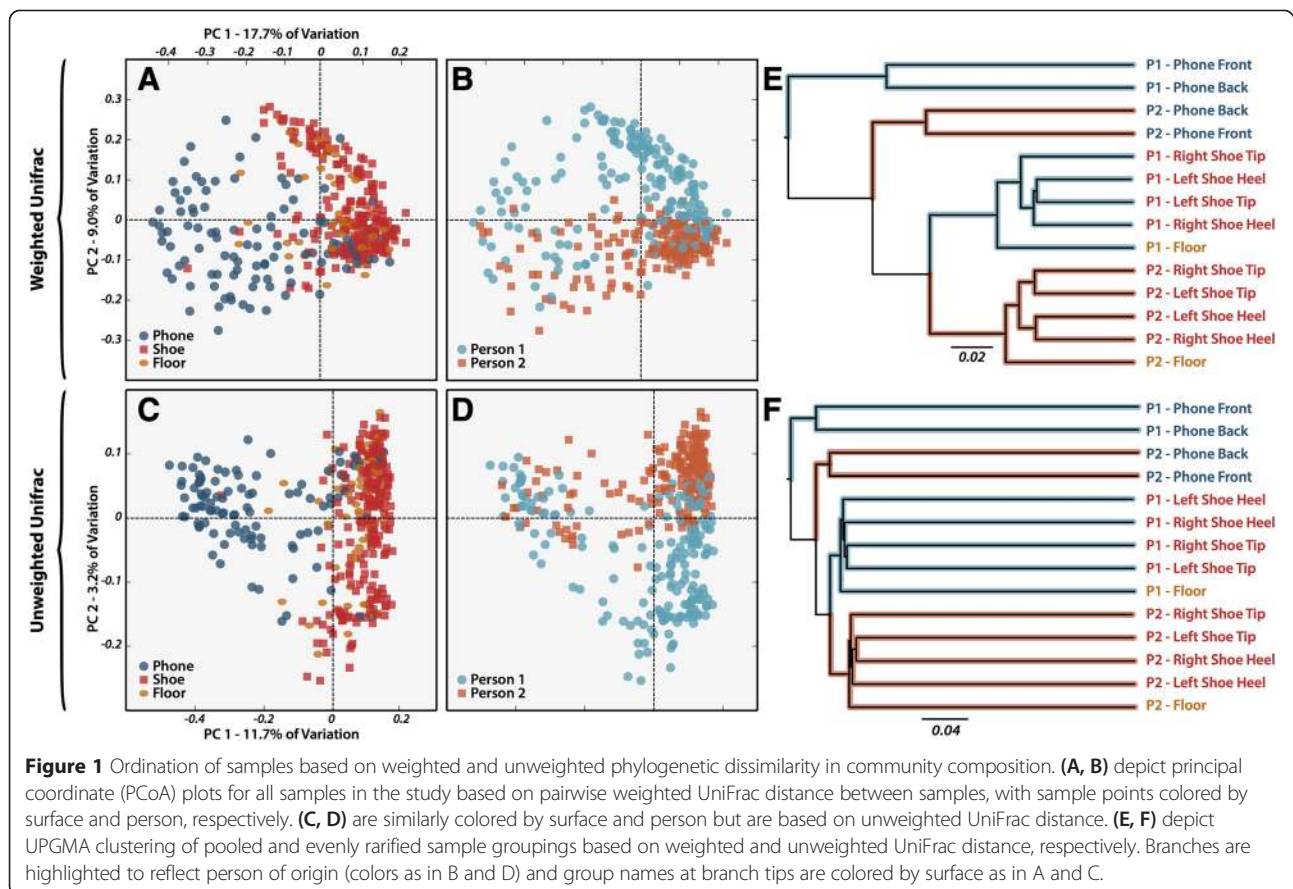 PC 1 - 17.7% of Variation
-0.4 -0.3 -0.2 -0.1 0 0.1 0.2
Weighted Unifrac
PC 2 - 9.0% of Variation
0.3
0.2
0.1
0
-0.1
-0.2
-0.3
A
Phone
Shoe
Floor
B
Person 1
Person 2
E
P1 - Phone Front
P1 - Phone Back
P2 - Phone Back
P2 - Phone Front
P1 - Right Shoe Tip
P1 - Left Shoe Heel
P1 - Left Shoe Tip
P1 - Right Shoe Heel
P1 - Floor
P2 - Right Shoe Tip
P2 - Left Shoe Tip
P2 - Left Shoe Heel
P2 - Right Shoe Heel
P2 - Floor
0.02
Unweighted Unifrac
PC 2 - 3.2% of Variation
0.1
0
-0.1
-0.2
C
Phone
Shoe
Floor
-0.4 -0.2 0 0.2
PC 1 - 11.7% of Variation
D
Person 1
Person 2
F
P1 - Phone Front
P1 - Phone Back
P2 - Phone Back
P2 - Phone Front
P1 - Left Shoe Heel
P1 - Right Shoe Heel
P1 - Right Shoe Tip
P1 - Left Shoe Tip
P1 - Floor
P2 - Right Shoe Tip
P2 - Left Shoe Tip
P2 - Right Shoe Heel
P2 - Left Shoe Heel
P2 - Floor
0.04
Figure 1 Ordination of samples based on weighted and unweighted phylogenetic dissimilarity in community composition. (A, B) depict principal
coordinate (PCoA) plots for all samples in the study based on pairwise weighted UniFrac distance between samples, with sample points colored by
surface and person, respectively. (C, D) are similarly colored by surface and person but are based on unweighted UniFrac distance. (E, F) depict
UPGMA clustering of pooled and evenly rarified sample groupings based on weighted and unweighted UniFrac distance, respectively. Branches are
highlighted to reflect person of origin (colors as in B and D) and group names at branch tips are colored by surface as in A and C.